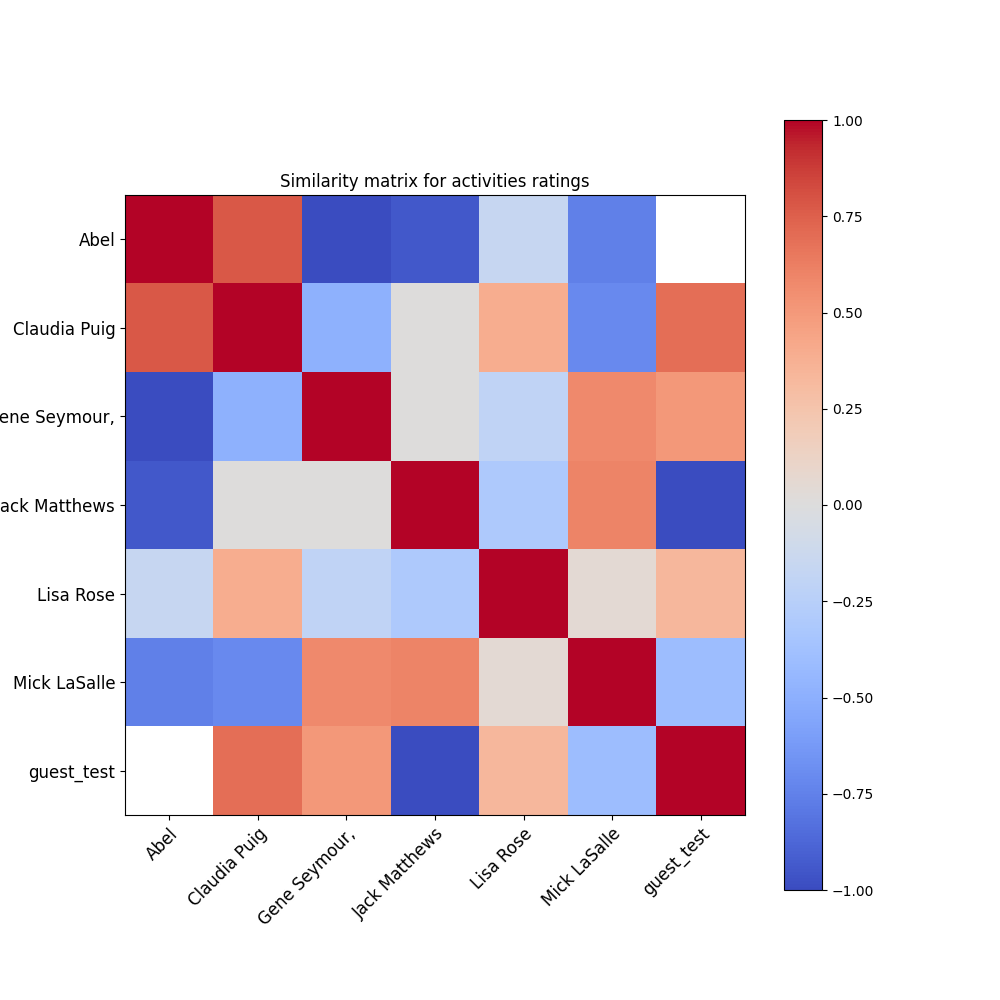 Similarity matrix for activities ratings
Abel
Claudia Puig
ene Seymour,
ack Matthews
Lisa Rose
Mick LaSalle
guest_test
Abel
Claudia Puig
Gene Seymour,
Jack Matthews
Lisa Rose
Mick LaSalle
guest_test
1.00
0.75
0.50
0.25
0.00
−0.25
−0.50
−0.75
−1.00